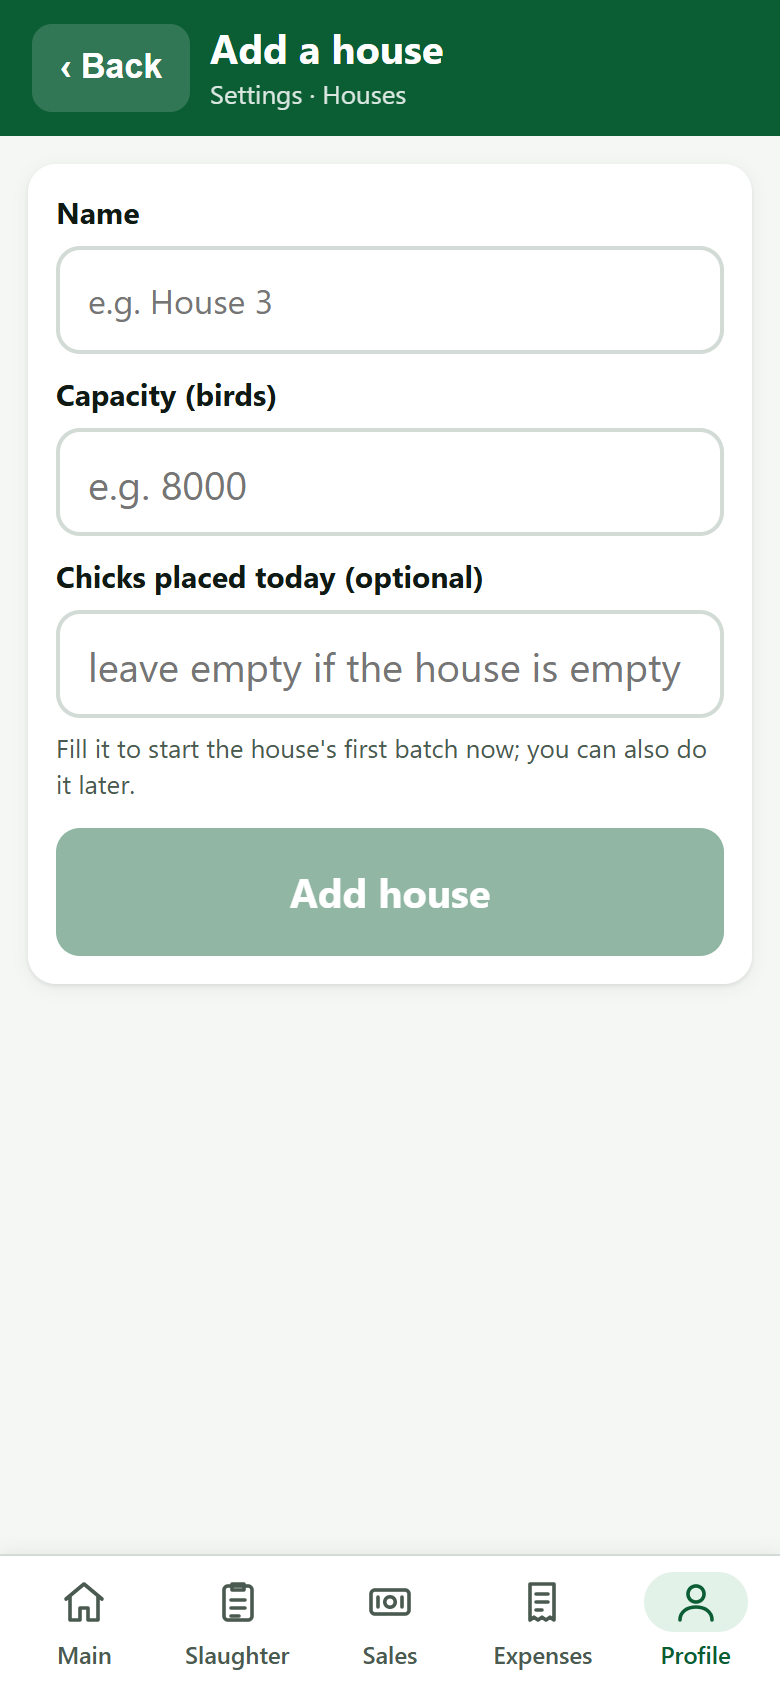 ‹ Back
Add a house
Settings · Houses
Name
e.g. House 3
Capacity (birds)
e.g. 8000
Chicks placed today (optional)
leave empty if the house is empty
Fill it to start the house's first batch now; you can also do
it later.
Add house
Main
Slaughter
Sales
Expenses
Profile